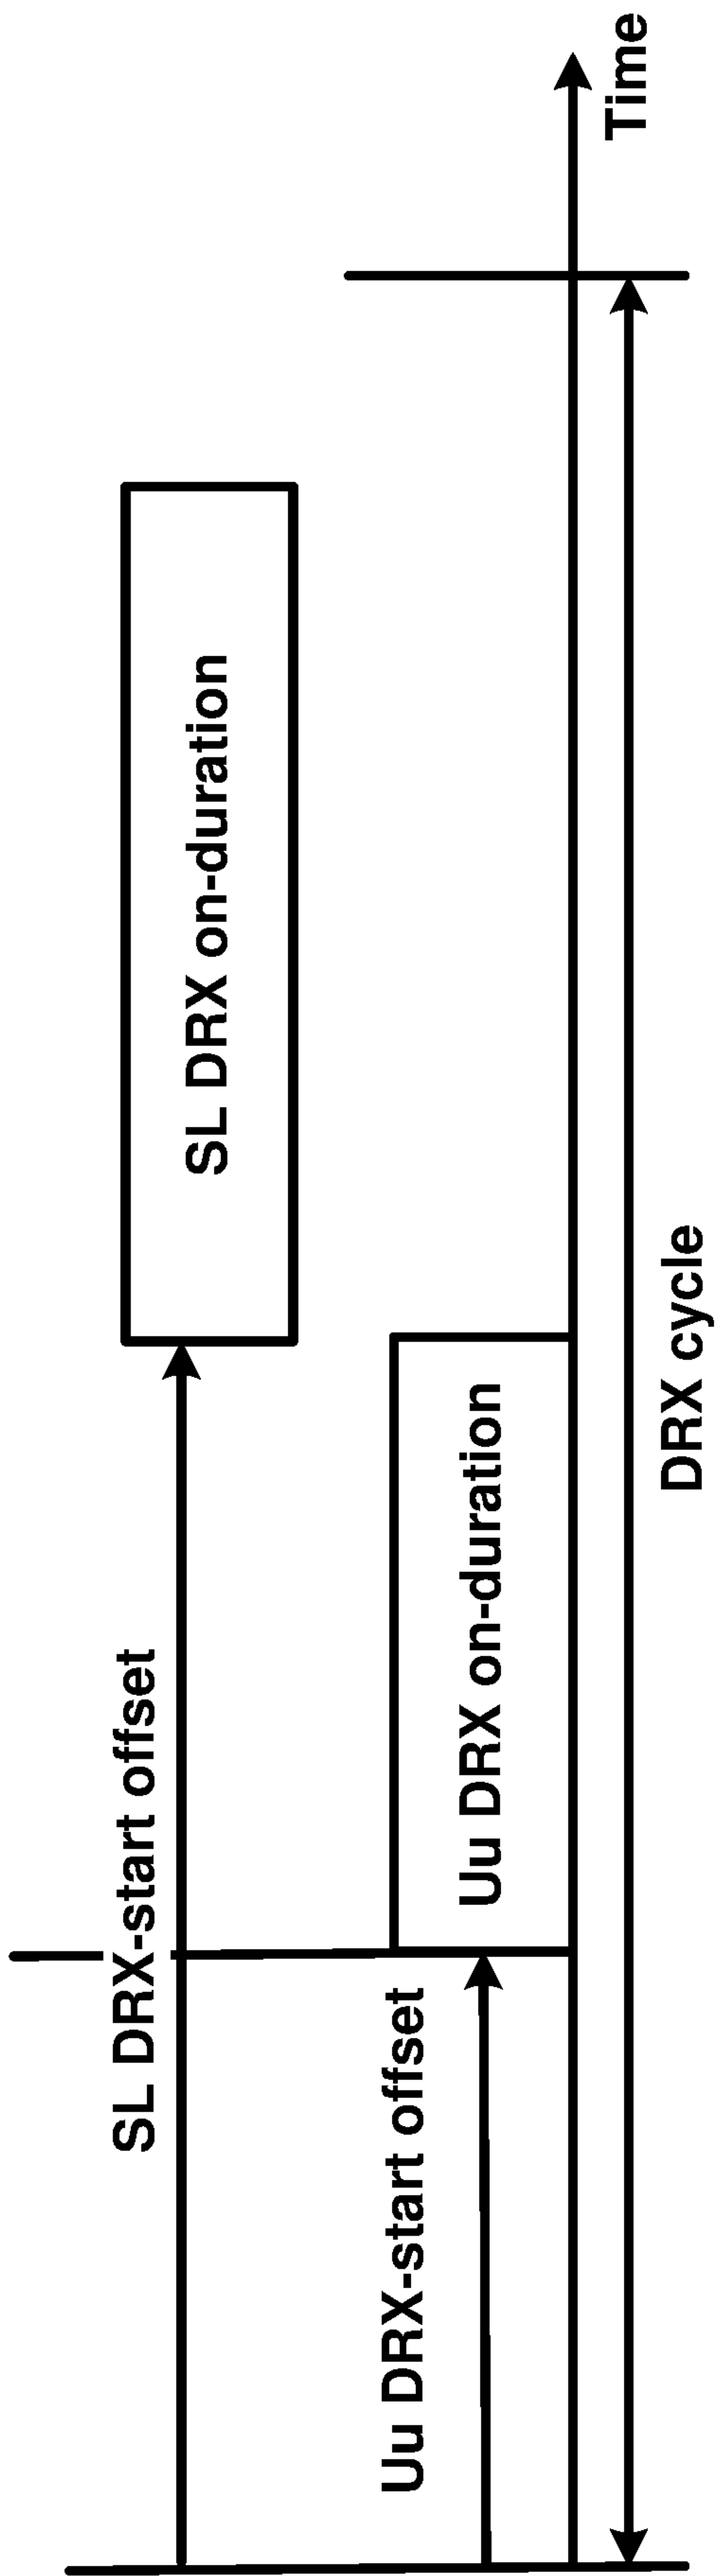 SL DRX-start offset
SL DRX on-duration
Uu DRX-start offset
Uu DRX on-duration
Time
DRX cycle